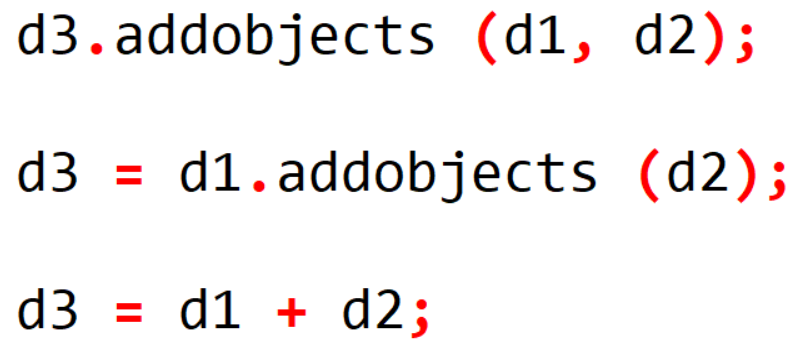 d3.addobjects (d1, d2);
d3 = d1.addobjects (d2);
d3 = d1 + d2;